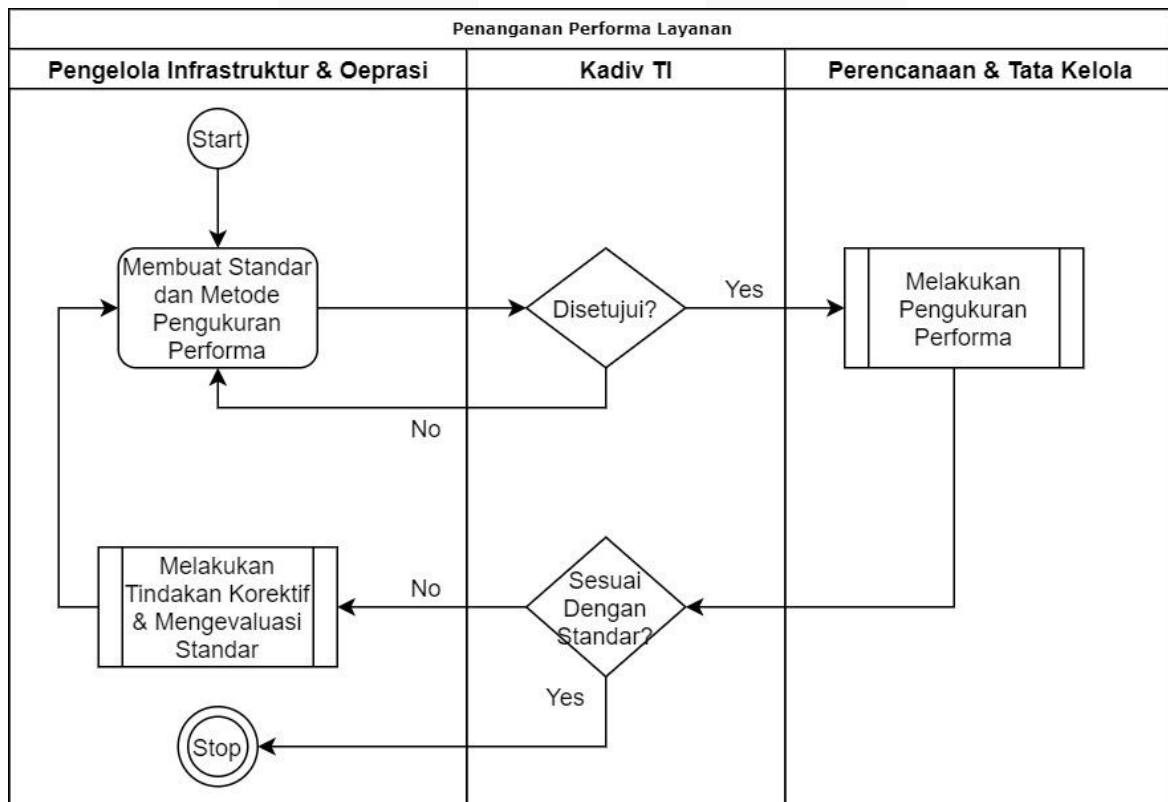 Penanganan Performa Layanan
Pengelola Infrastruktur & Oeprasi
Kadiv TI
Perencanaan & Tata Kelola
Start
Membuat Standar
dan Metode
Pengukuran
Performa
Disetujui?
Yes
Melakukan
Pengukuran
Performa
No
Melakukan
Tindakan Korektif
& Mengevaluasi
Standar
No
Sesuai
Dengan
Standar?
Yes
Stop